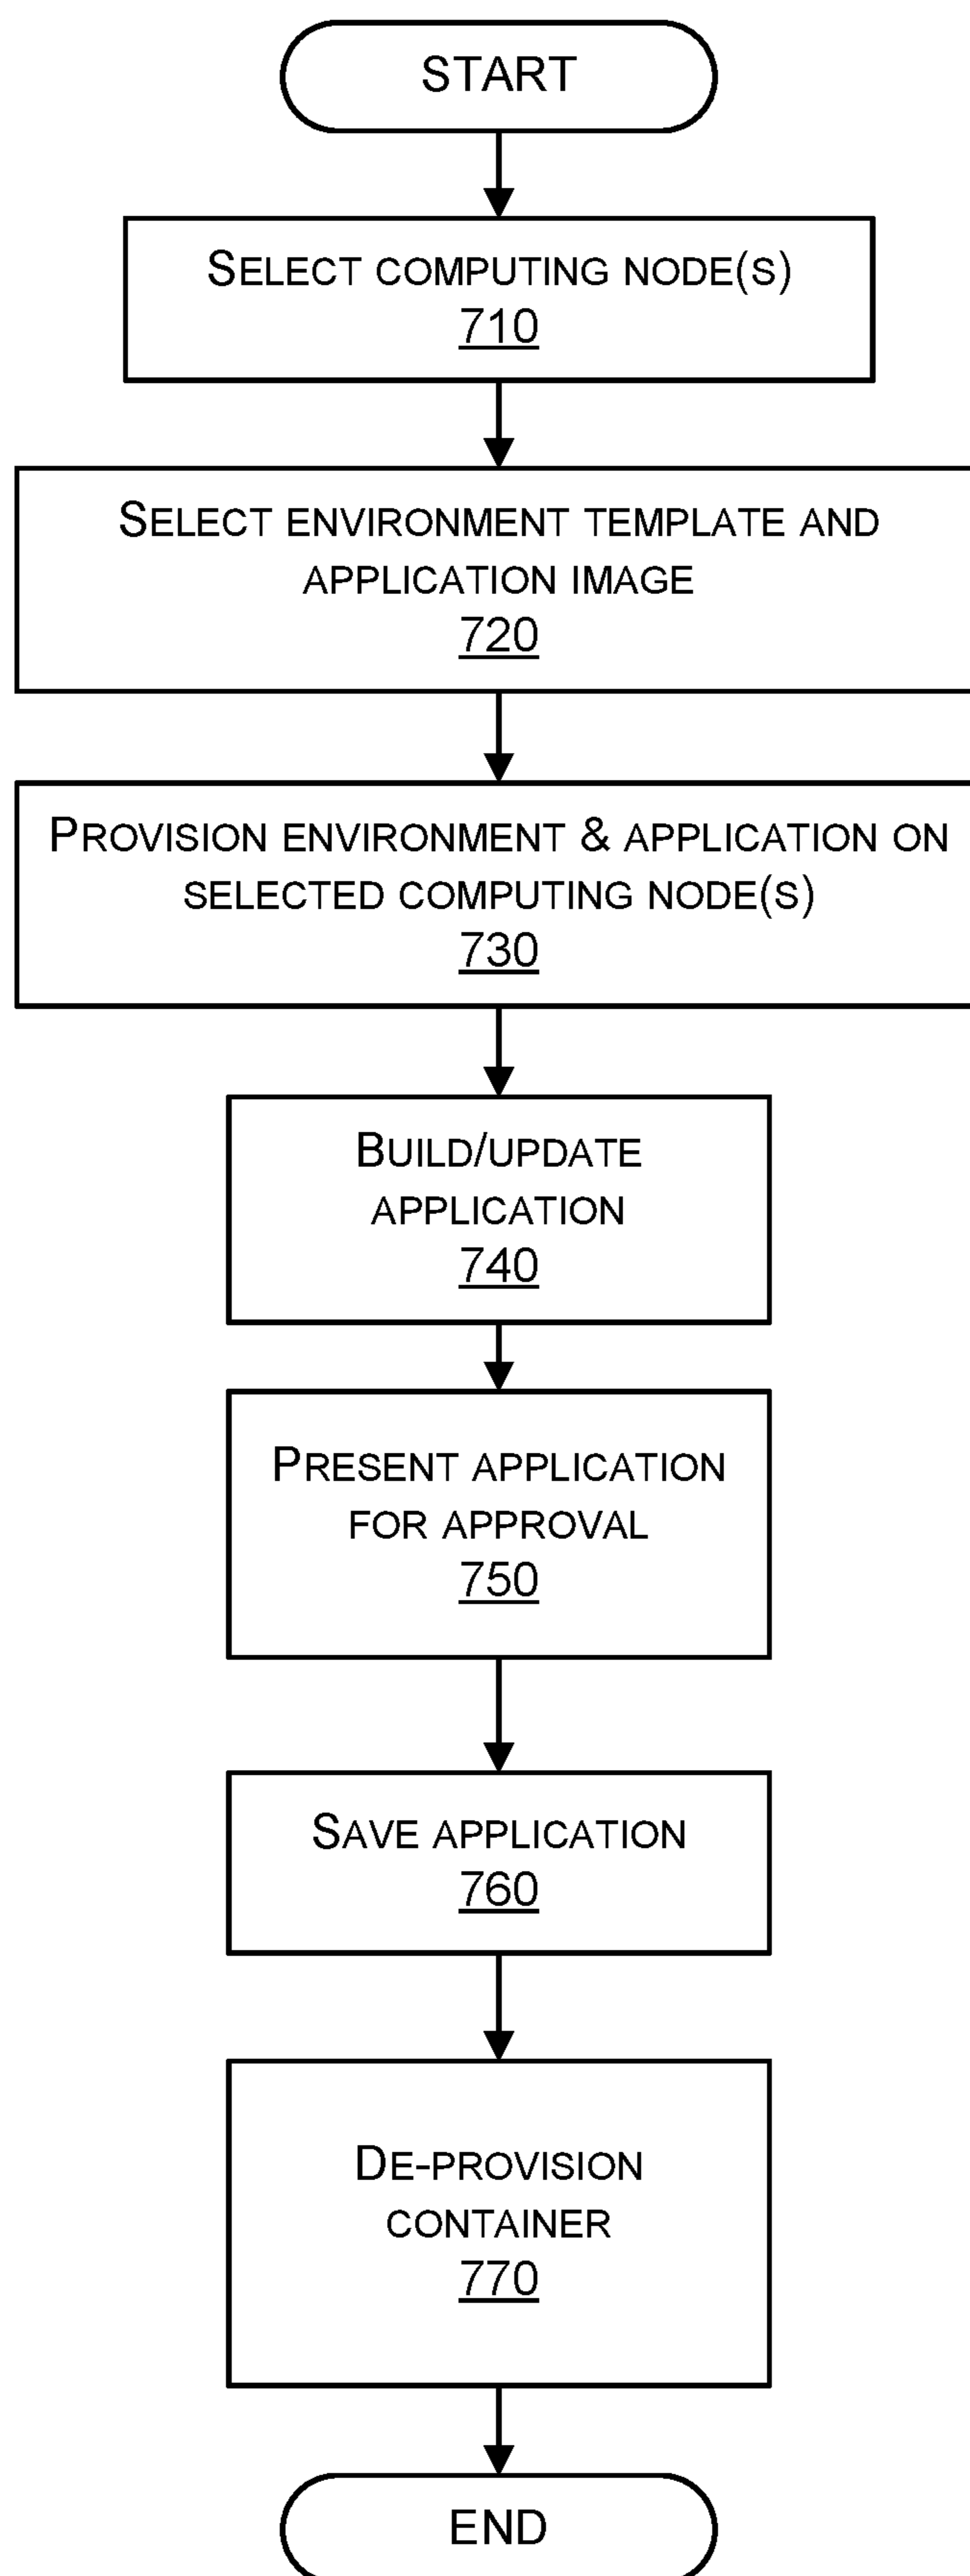 START
SELECT COMPUTING NODE(S)
710
SELECT ENVIRONMENT TEMPLATE AND
APPLICATION IMAGE
720
PROVISION ENVIRONMENT & APPLICATION ON
SELECTED COMPUTING NODE(S)
730
BUILD/UPDATE
APPLICATION
740
PRESENT APPLICATION
FOR APPROVAL
750
SAVE APPLICATION
760
DE-PROVISION
CONTAINER
770
END